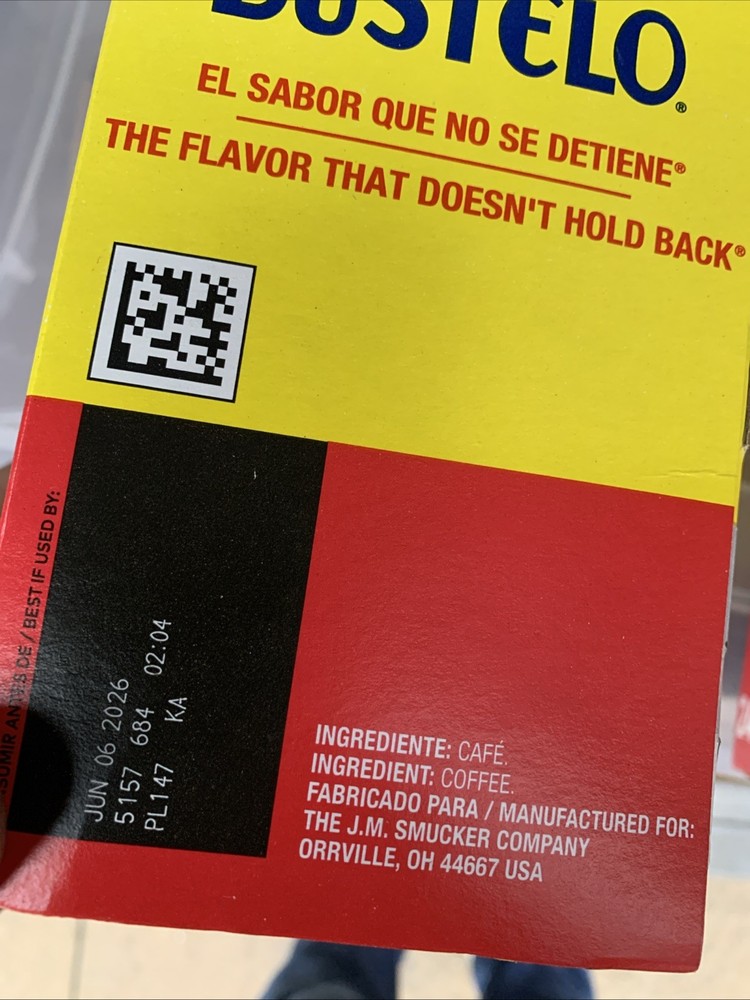 BUSTELO®
EL SABOR QUE NO SE DETIENE®
THE FLAVOR THAT DOESN'T HOLD BACK®
DE / BEST IF USED BY:
JUN 06 2026
5157 684 02:04
PL147 KA
INGREDIENTE: CAFÉ.
INGREDIENT: COFFEE.
FABRICADO PARA / MANUFACTURED FOR:
THE J.M. SMUCKER COMPANY
ORRVILLE, OH 44667 USA